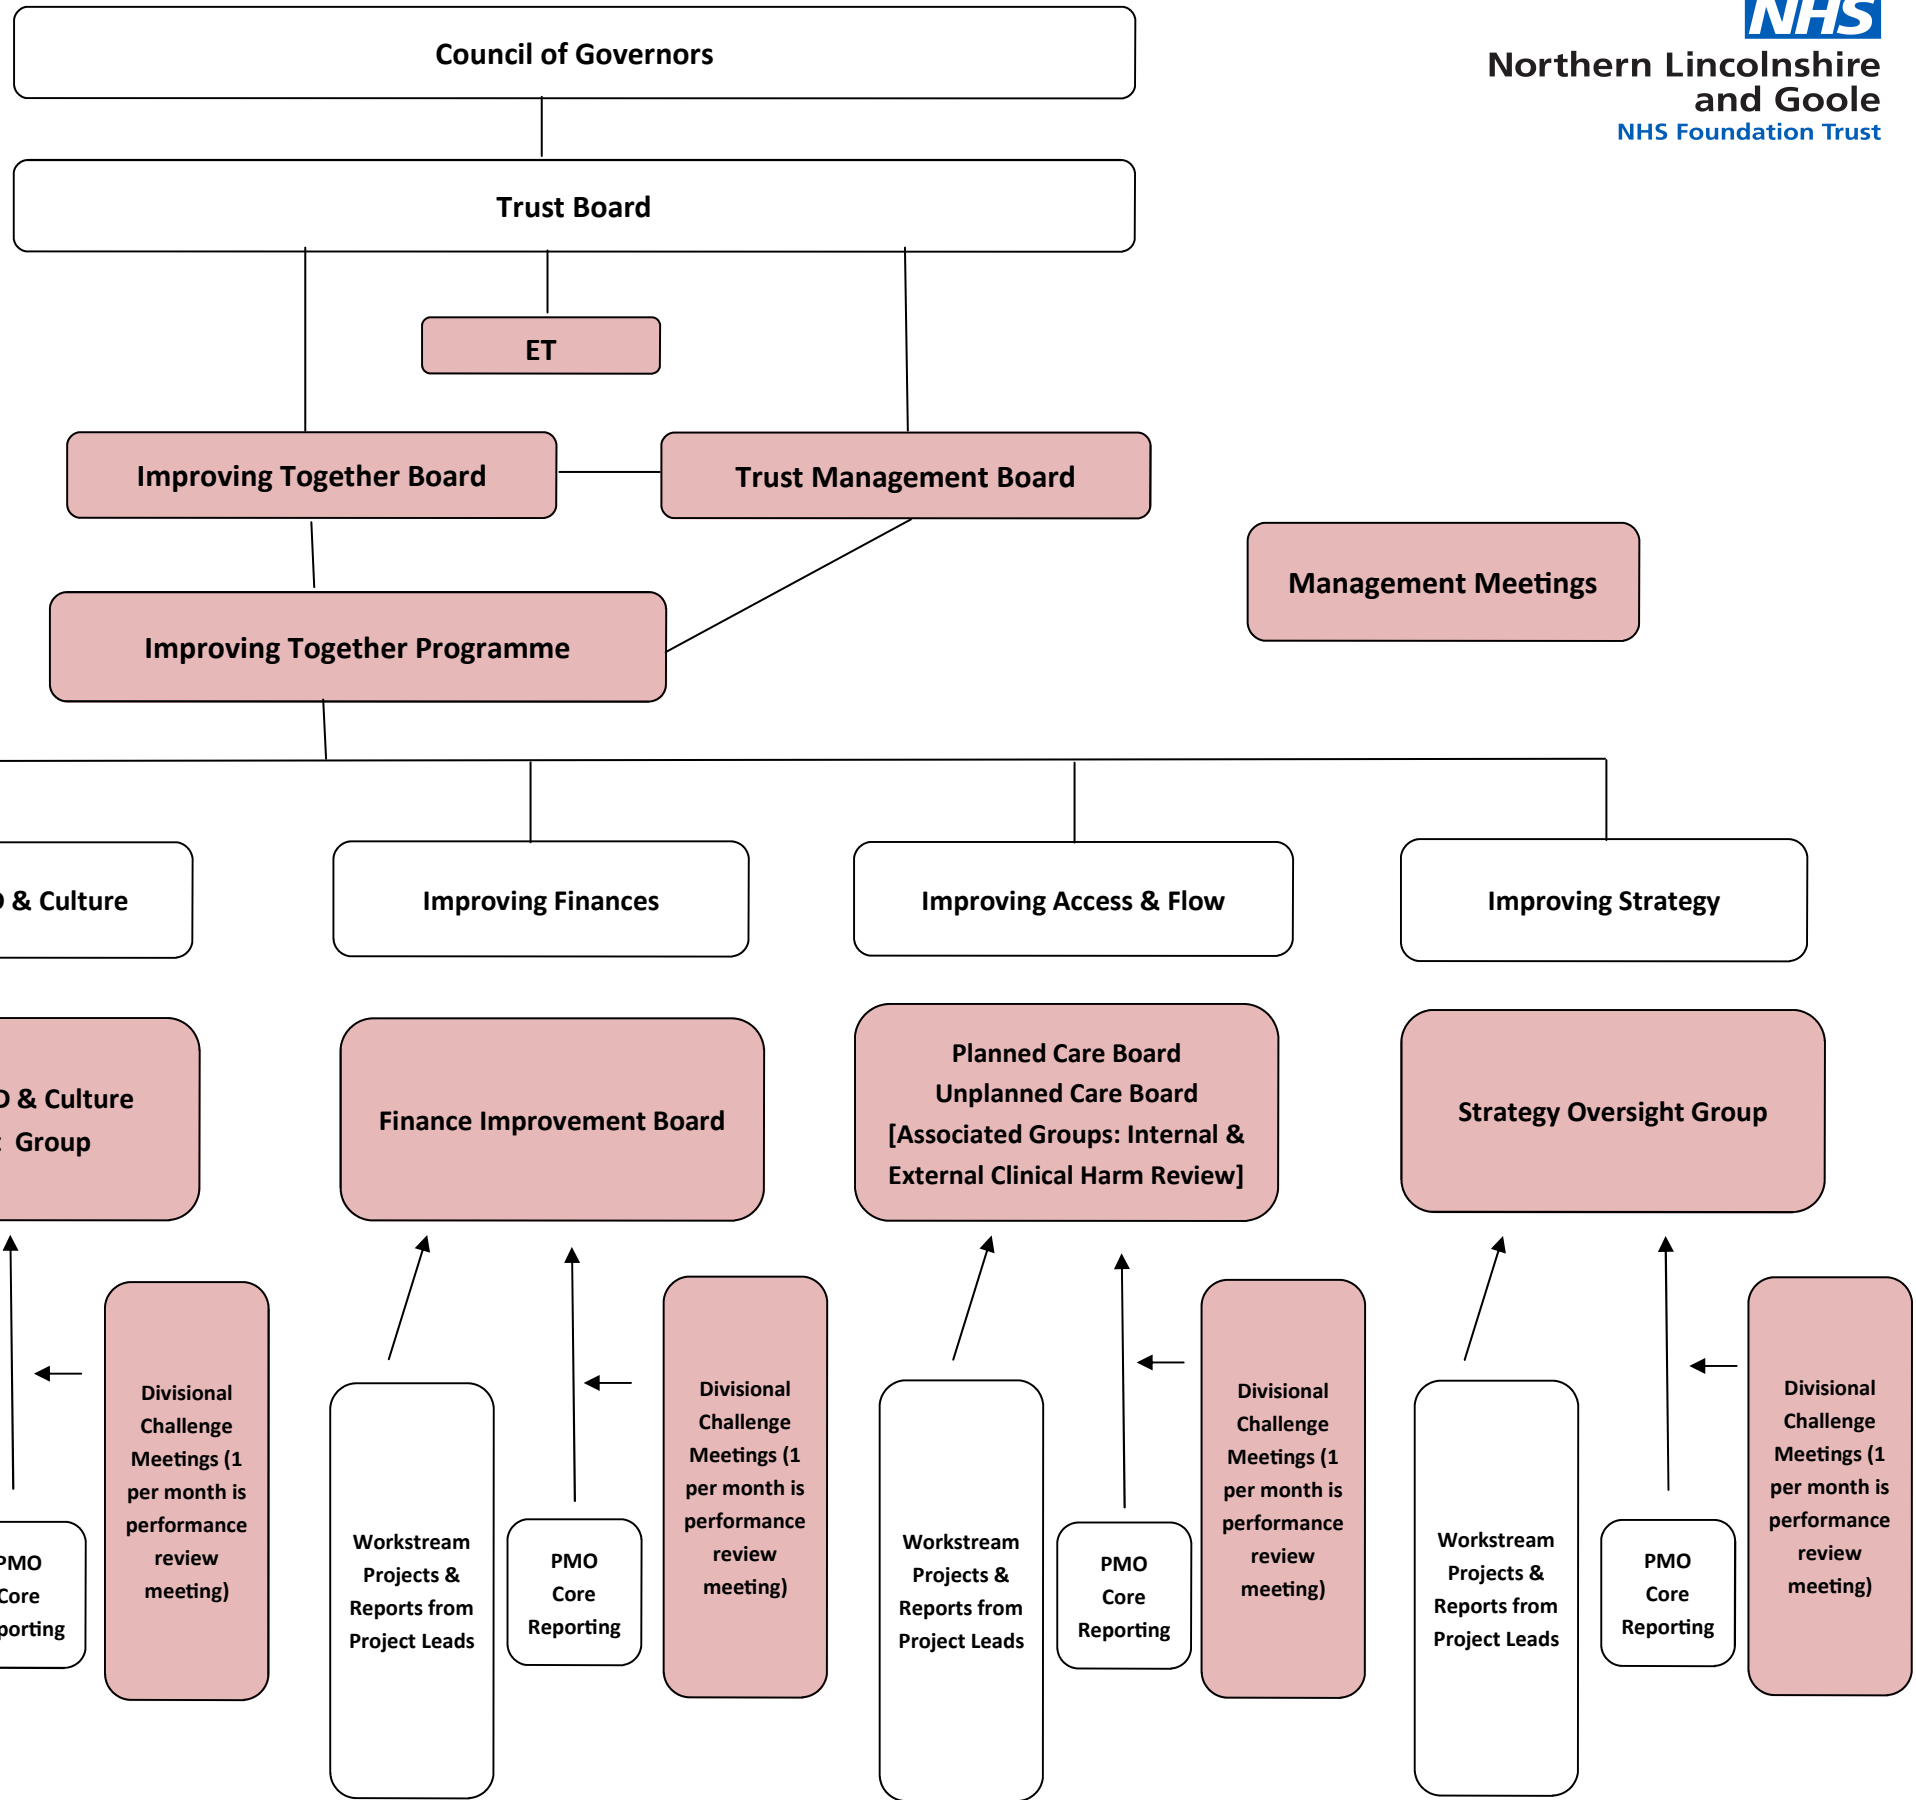 NHS
Northern Lincolnshire
and Goole
NHS Foundation Trust
Council of Governors
Trust Board
ET
Improving Together Board
Trust Management Board
Management Meetings
Improving Together Programme
& Culture
Improving Finances
Improving Access & Flow
Improving Strategy
& Culture
Group
Finance Improvement Board
Planned Care Board
Unplanned Care Board
[Associated Groups: Internal &
External Clinical Harm Review]
Strategy Oversight Group
PMO
Core
porting
Divisional
Challenge
Meetings (1
per month is
performance
review
meeting)
Workstream
Projects &
Reports from
Project Leads
PMO
Core
Reporting
Divisional
Challenge
Meetings (1
per month is
performance
review
meeting)
Workstream
Projects &
Reports from
Project Leads
PMO
Core
Reporting
Divisional
Challenge
Meetings (1
per month is
performance
review
meeting)
Workstream
Projects &
Reports from
Project Leads
PMO
Core
Reporting
Divisional
Challenge
Meetings (1
per month is
performance
review
meeting)